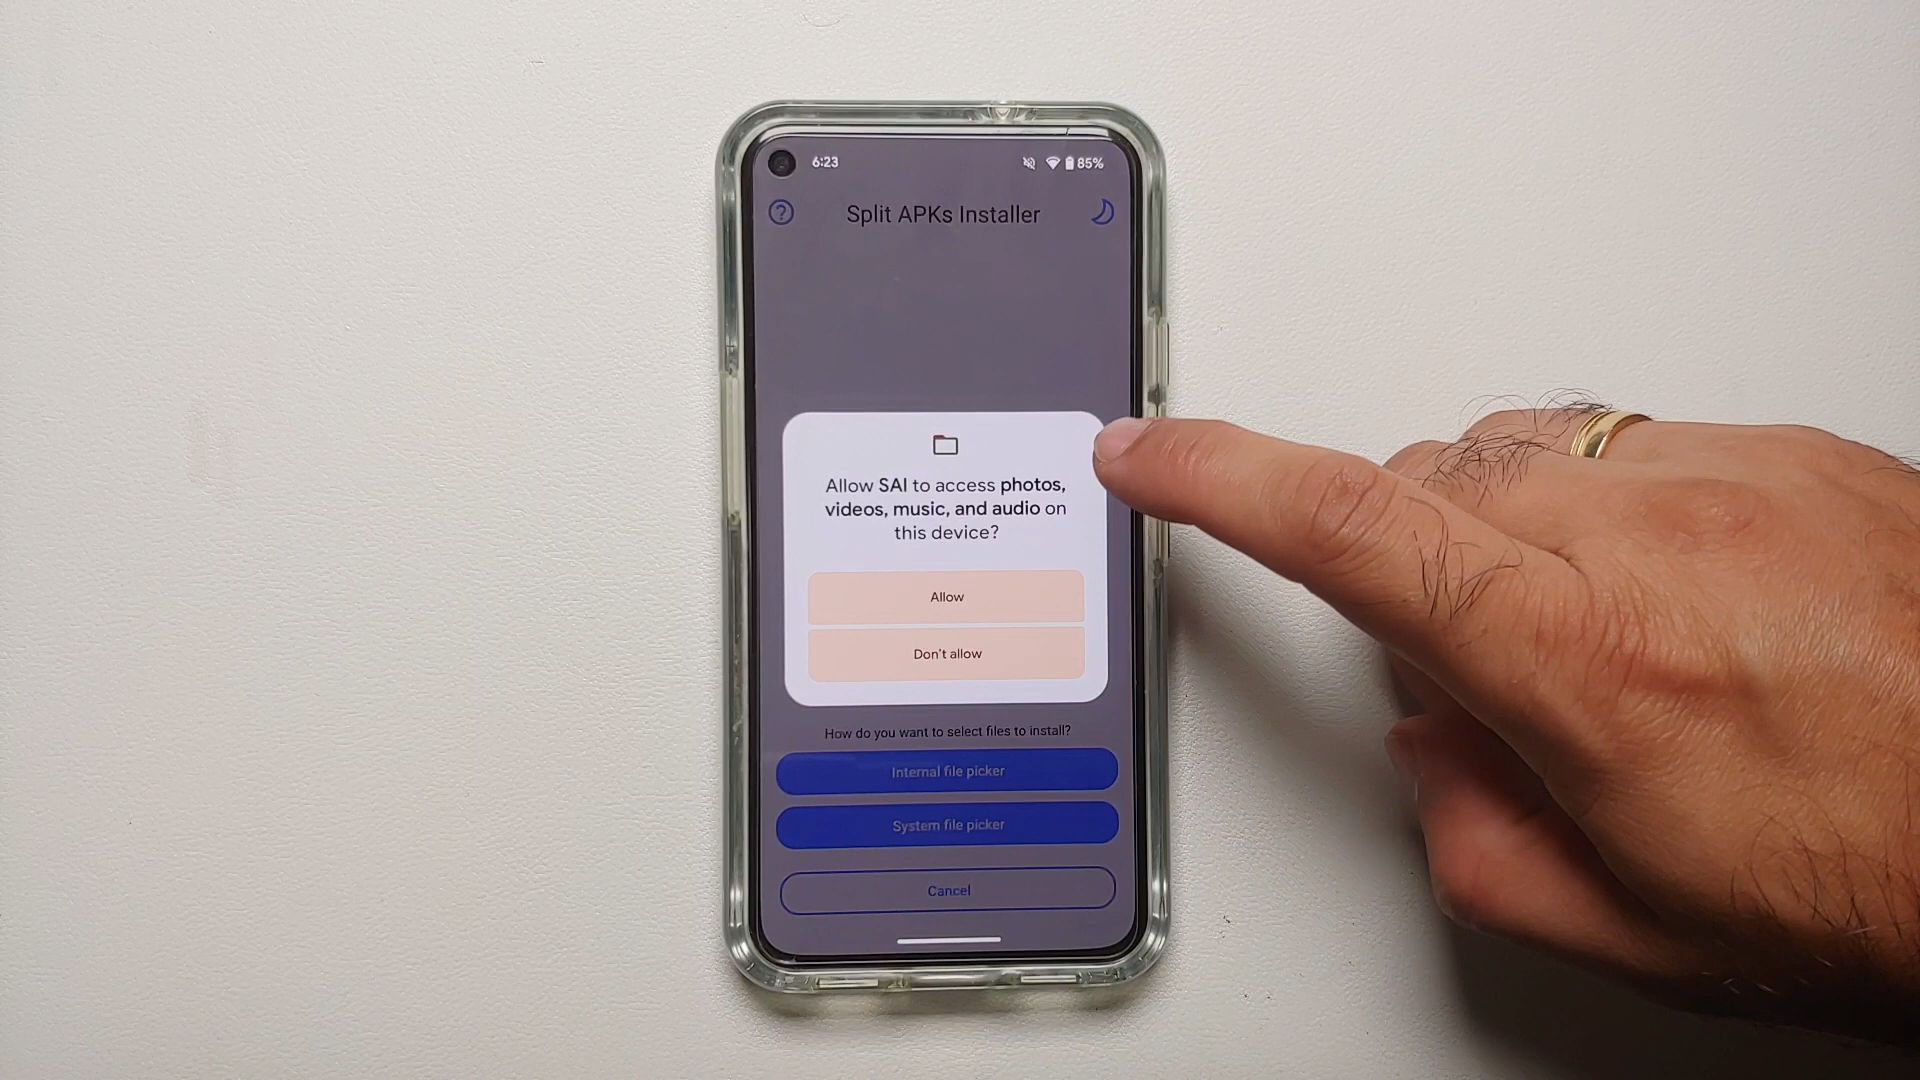 6:23
85%
?
Split APKs Installer
Allow SAI to access photos,
videos, music, and audio on
this device?
Allow
Don't allow
How do you want to select files to install?
Internal file picker
System file picker
Cancel